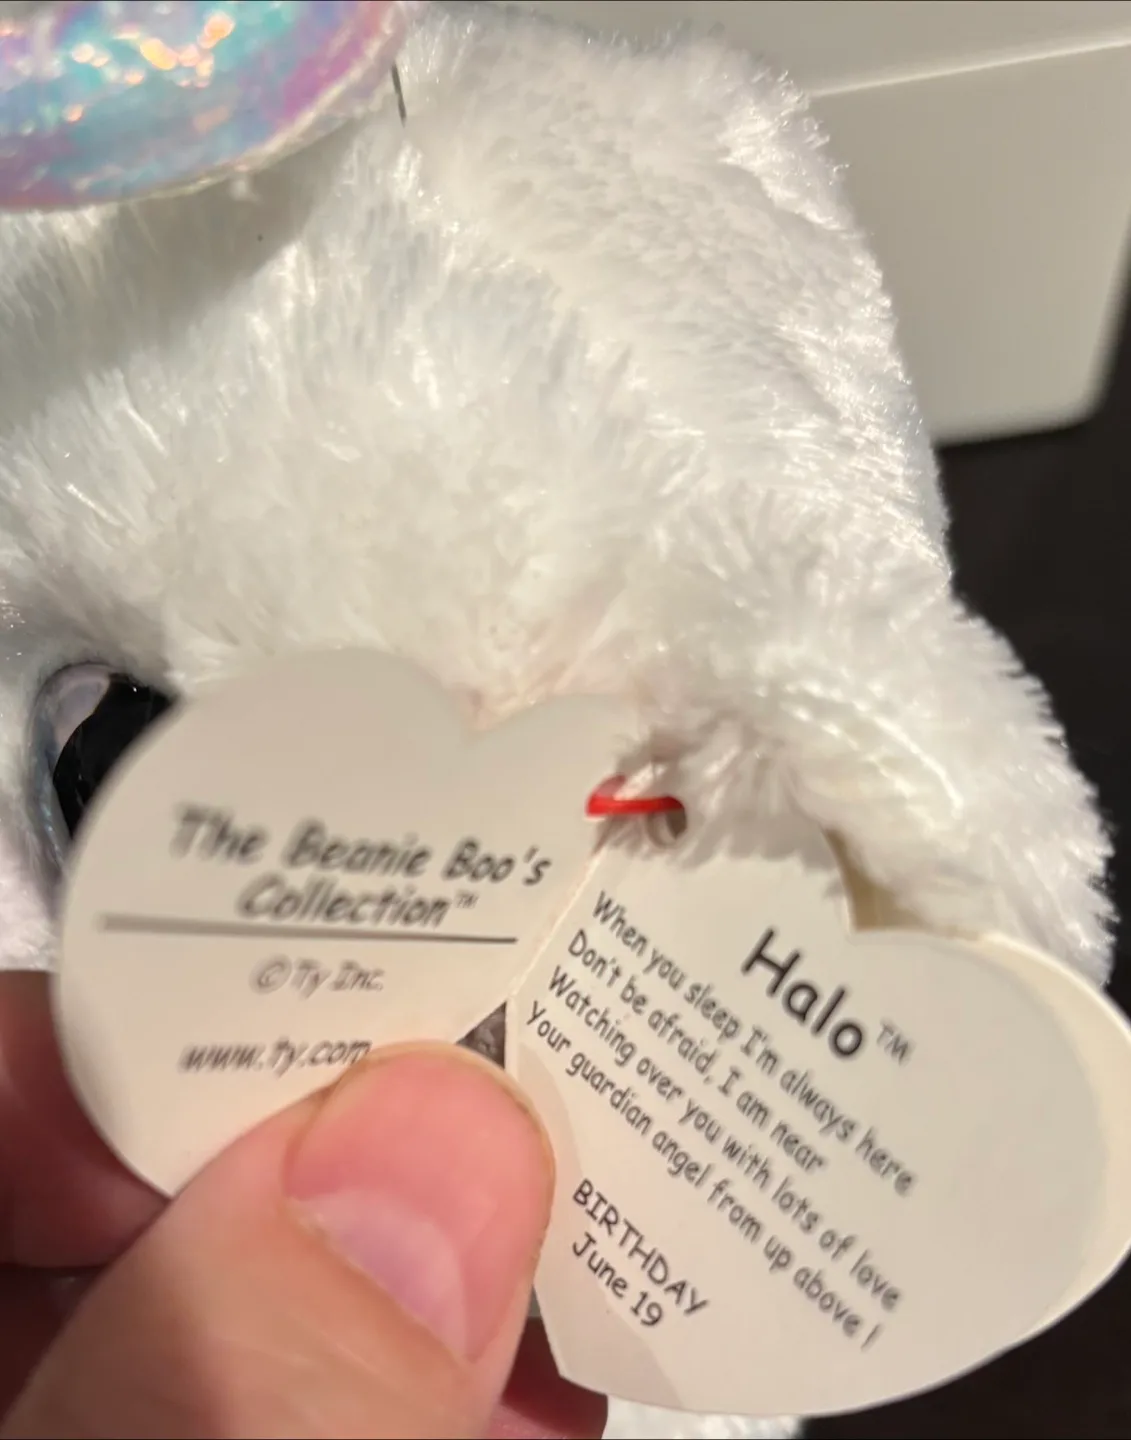 The Beanie Boo's
Collection™
© Ty Inc.
www.ty.com
Halo™
When you sleep I'm always here
Don't be afraid, I am near
Watching over you with lots of love
Your guardian angel from up above !
BIRTHDAY
June 19